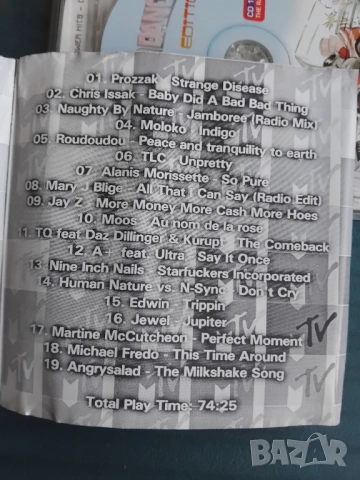 CD 1
EDITI
01. Prozzak - Strange Disease
02. Chris Issak - Baby Did A Bad Bad Thing
03. Naughty By Nature - Jamboree (Radio Mix)
04. Moloko - Indigo
05. Roudoudou - Peace and tranquility to earth
06. TLC - Unpretty
07. Alanis Morissette - So Pure
08. Mary J Blige - All That I Can Say (Radio Edit)
09. Jay Z - More Money More Cash More Hoes
10. Moos - Au nom de la rose
11. TQ feat Daz Dillinger & Kurupt - The Comeback
12. A+ feat. Ultra - Say It Once
13. Nine Inch Nails - Starfuckers Incorporated
14. Human Nature vs. N-Sync - Don't Cry
15. Edwin - Trippin
16. Jewel - Jupiter
17. Martine McCutcheon - Perfect Moment
18. Michael Fredo - This Time Around
19. Angrysalad - The Milkshake Song
Total Play Time: 74:25
TV
TV
BAZAR